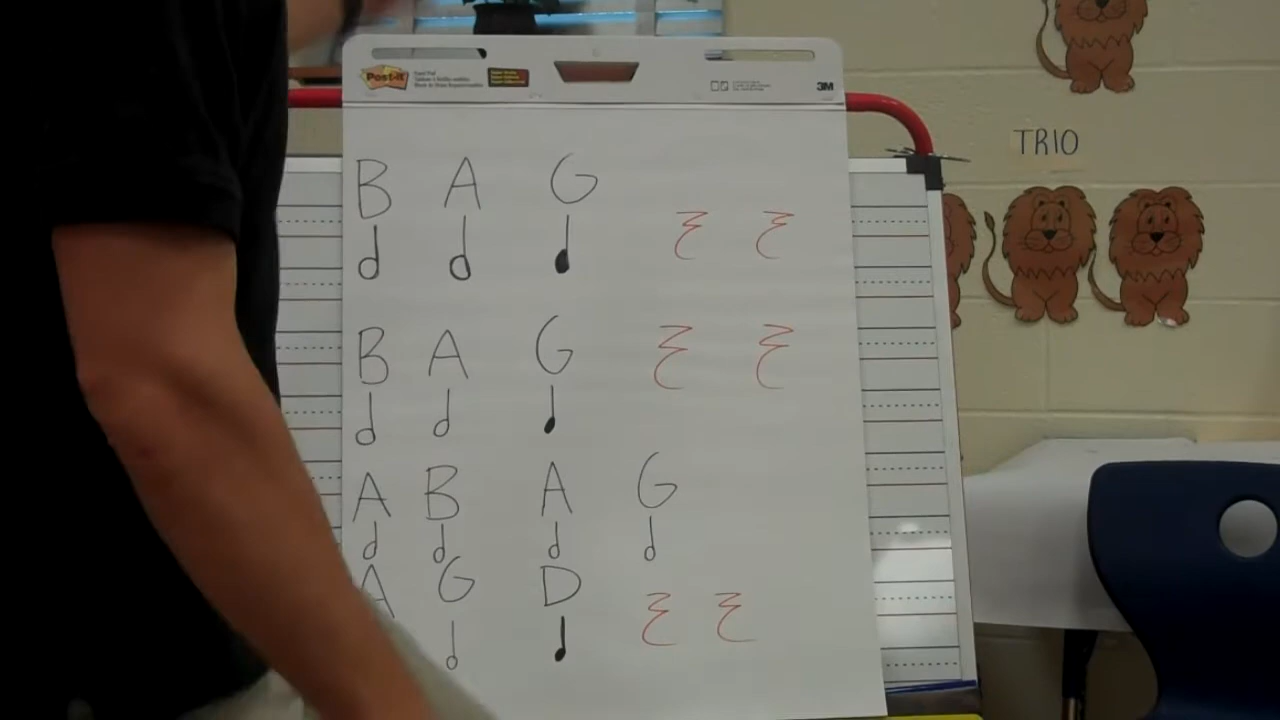 Post-it
3M
TRIO
B A G
B A G
A B A G
A G D